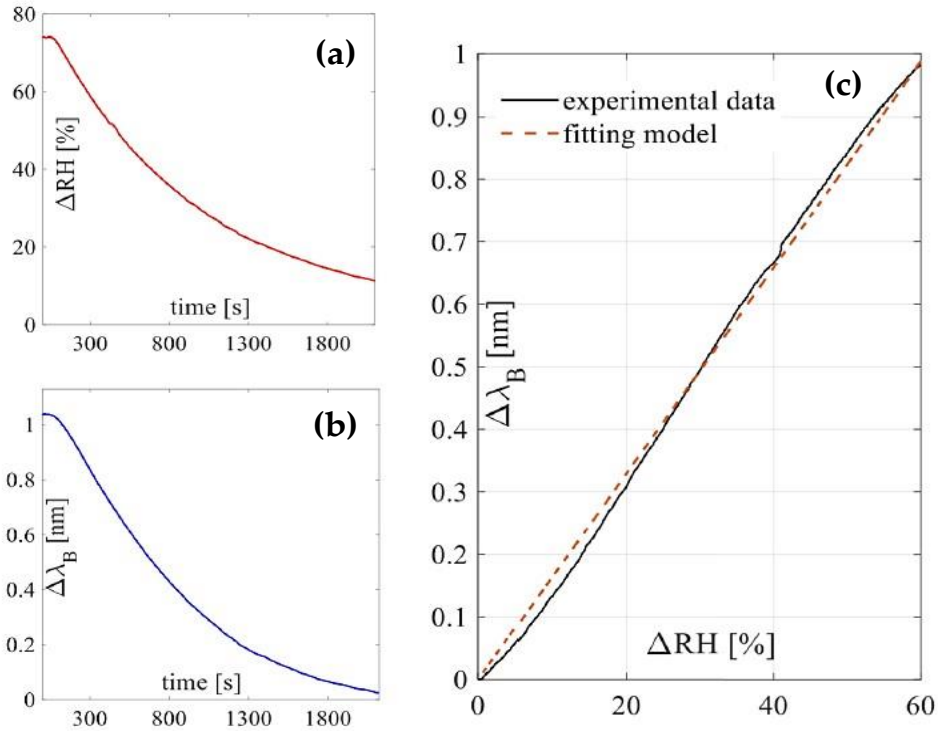 (a)
80
60
40
20
0
ΔRH [%]
time [s]
300 800 1300 1800
(b)
1
0.8
0.6
0.4
0.2
0
Δλ_B [nm]
time [s]
300 800 1300 1800
(c)
experimental data
fitting model
1
0.9
0.8
0.7
0.6
0.5
0.4
0.3
0.2
0.1
0
Δλ_B [nm]
ΔRH [%]
0 20 40 60